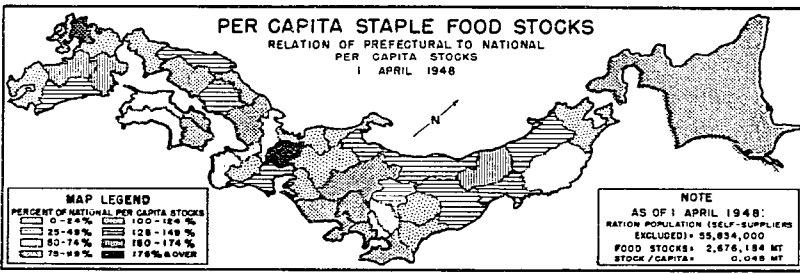 PER CAPITA STAPLE FOOD STOCKS
RELATION OF PREFECTURAL TO NATIONAL
PER CAPITA STOCKS
1 APRIL 1948
N
MAP LEGEND
PERCENT OF NATIONAL PER CAPITA STOCKS
0-24% 100-124%
25-49% 125-149%
50-74% 150-174%
75-99% 175% & OVER
NOTE
AS OF 1 APRIL 1948:
RATION POPULATION (SELF-SUPPLIERS
EXCLUDED)= 55,834,000
FOOD STOCKS= 2,676,184 MT
STOCK/CAPITA= 0.048 MT